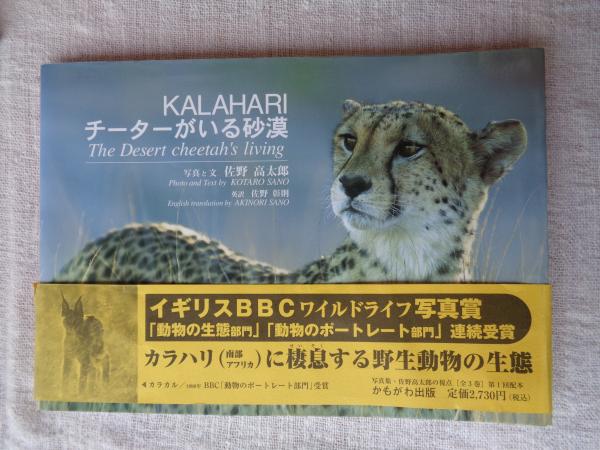 KALAHARI
チーターがいる砂漠
The Desert cheetah's living
写真と文 佐野 高太郎
Photo and Text by KOTARO SANO
英訳 佐野 彰則
English translation by AKINORI SANO
イギリスBBCワイルドライフ写真賞
「動物の生態部門」「動物のポートレート部門」連続受賞
カラハリ(南部アフリカ)に棲息する野生動物の生態
◀カラカル/1998年 BBC「動物のポートレート部門」受賞
写真集・佐野高太郎の視点[全3巻]第1回配本
かもがわ出版 定価2,730円(税込)